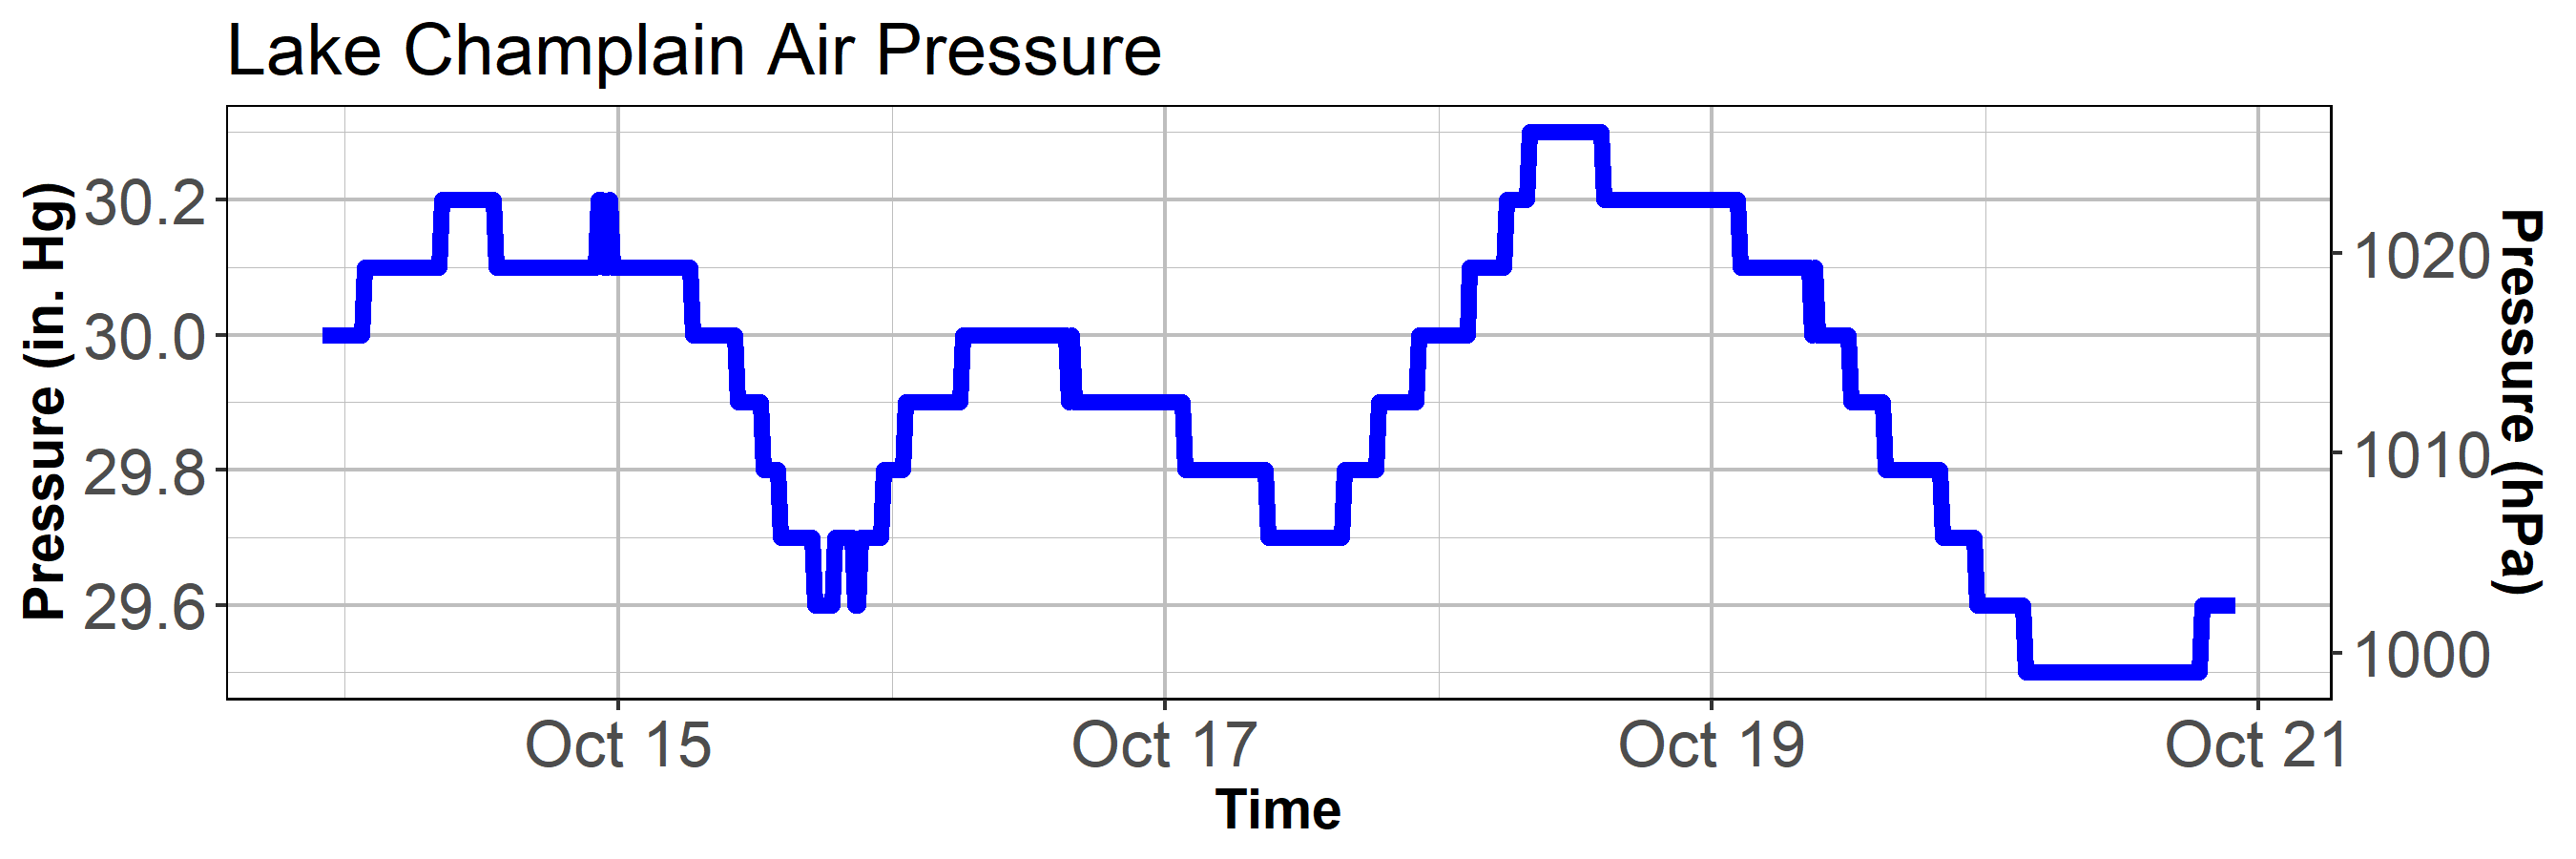 Lake Champlain Air Pressure
Pressure (in. Hg)
30.2
30.0
29.8
29.6
1020
1010
1000
Pressure (hPa)
Oct 15
Oct 17
Oct 19
Oct 21
Time